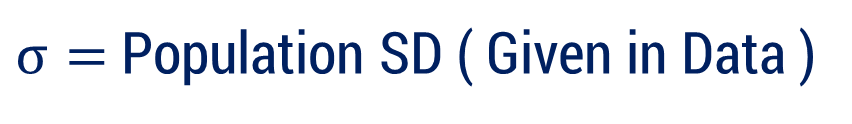 σ = Population SD ( Given in Data )